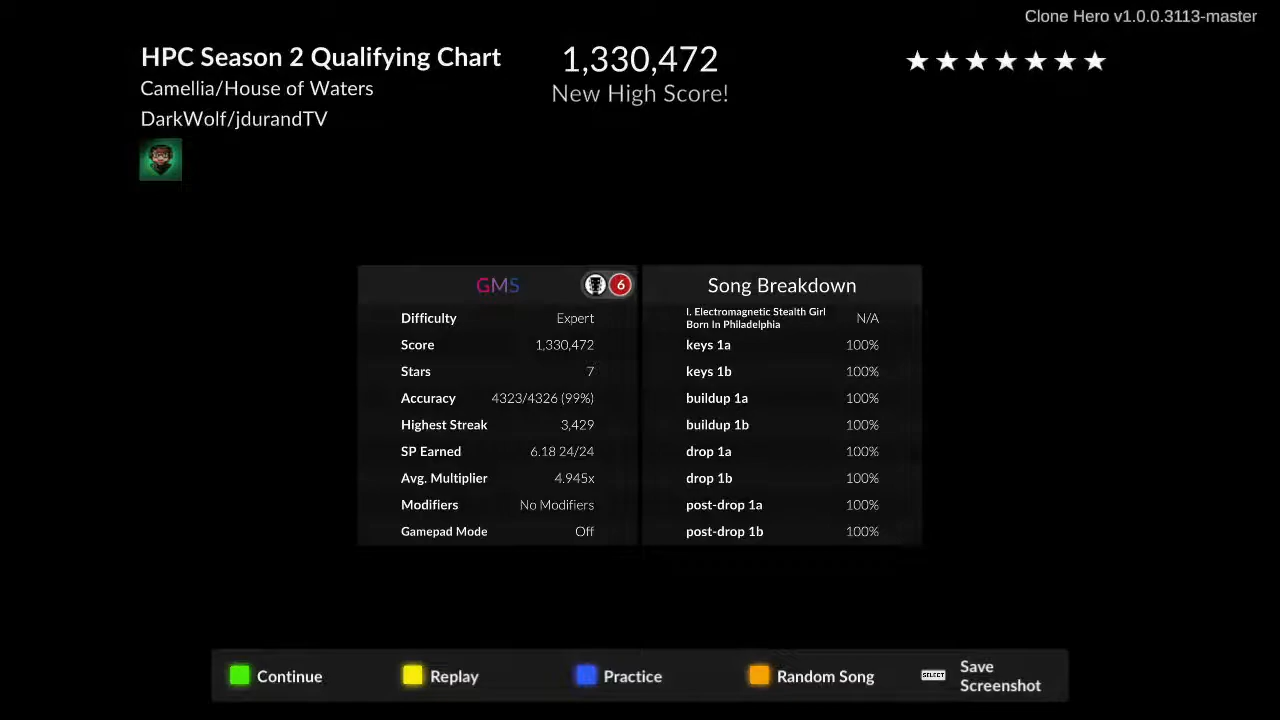 Clone Hero v1.0.0.3113-master
HPC Season 2 Qualifying Chart
Camellia/House of Waters
DarkWolf/jdurandTV
1,330,472
New High Score!
GMS
6
Difficulty Expert
Score 1,330,472
Stars 7
Accuracy 4323/4326 (99%)
Highest Streak 3,429
SP Earned 6.18 24/24
Avg. Multiplier 4.945x
Modifiers No Modifiers
Gamepad Mode Off
Song Breakdown
I. Electromagnetic Stealth Girl
Born In Philadelphia N/A
keys 1a 100%
keys 1b 100%
buildup 1a 100%
buildup 1b 100%
drop 1a 100%
drop 1b 100%
post-drop 1a 100%
post-drop 1b 100%
Continue
Replay
Practice
Random Song
SELECT
Save
Screenshot